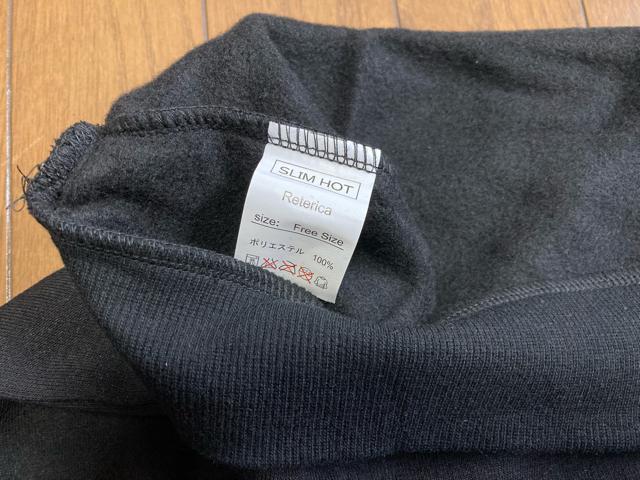 SLIM HOT
Reterica
size: Free Size
ポリエステル 100%